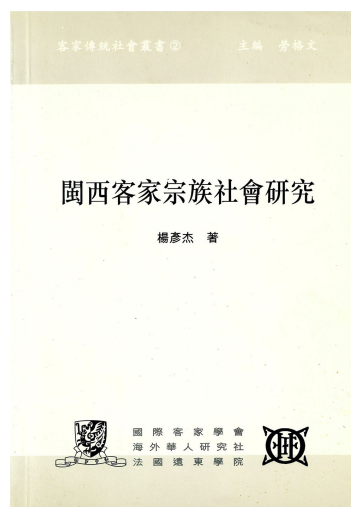 客家傳統社會叢書② 主編 勞格文
閩西客家宗族社會研究
楊彥杰 著
國際客家學會
海外華人研究社
法國遠東學院